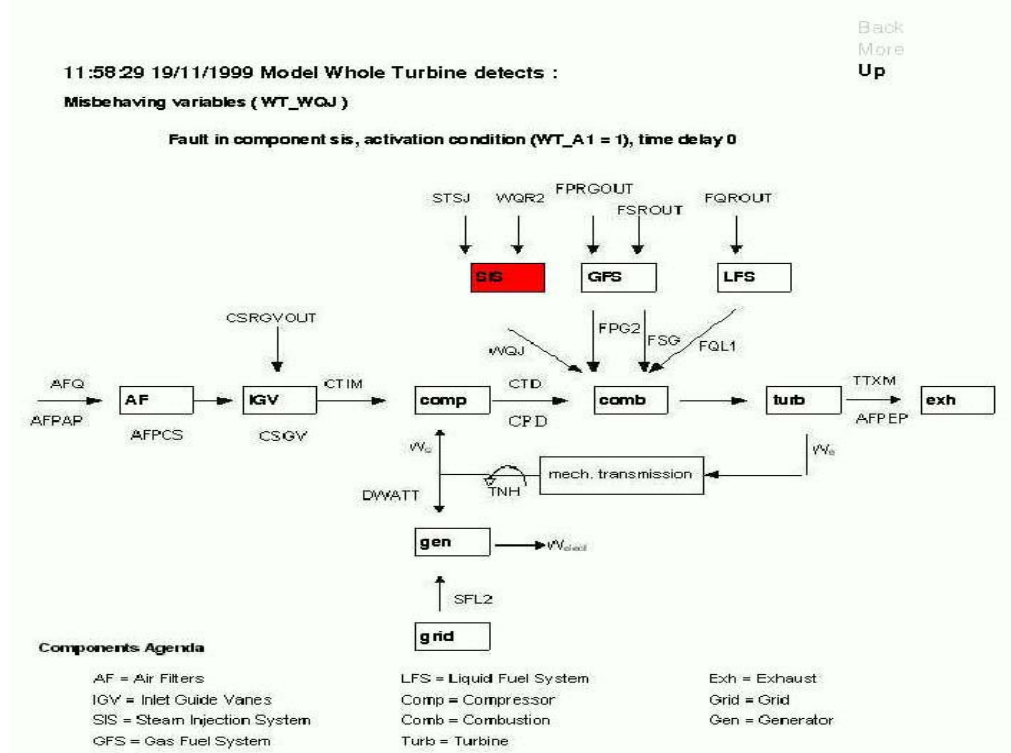 Back
More
Up
11:58:29 19/11/1999 Model Whole Turbine detects :
Misbehaving variables ( WT_WQJ )
Fault in component sis, activation condition (WT_A1 = 1), time delay 0
STSJ WQR2 FPRGOUT FSROUT FQROUT
SIS GFS LFS
CSRGVOUT
WQJ FPG2 FSG FQL1
AFQ CTIM CTD TTXM
AF IGV comp comb turb exh
AFPAP AFPCS CSGV CPD AFPEP
mech. transmission
DWATT TNH
gen
SFL2
grid
Components Agenda
AF = Air Filters LFS = Liquid Fuel System Exh = Exhaust
IGV = Inlet Guide Vanes Comp = Compressor Grid = Grid
SIS = Steam Injection System Comb = Combustion Gen = Generator
GFS = Gas Fuel System Turb = Turbine